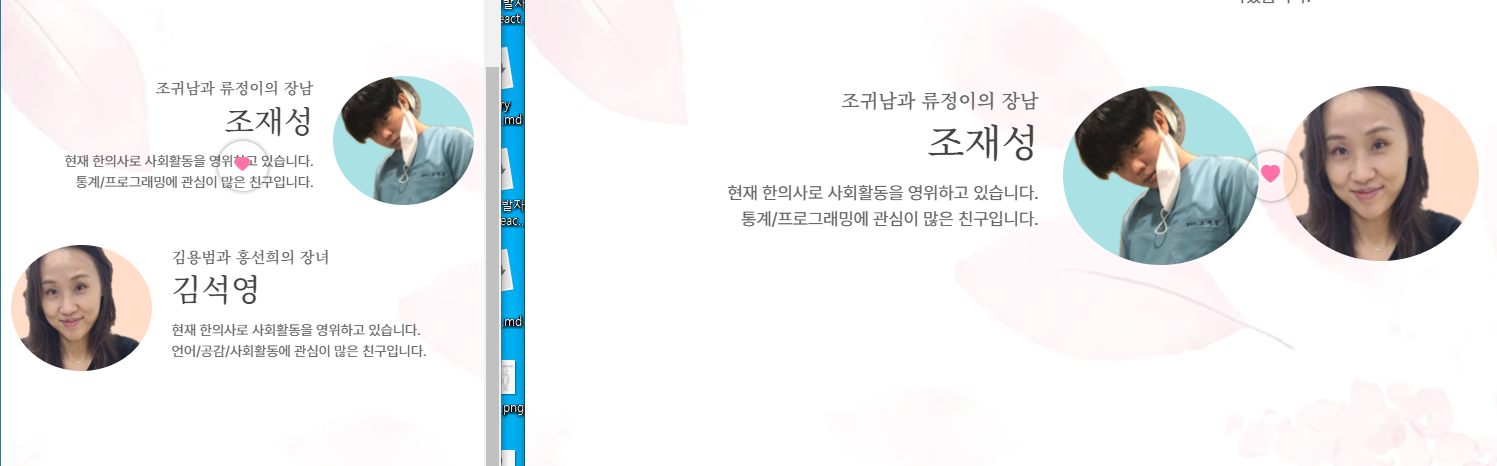 조귀남과 류정이의 장남
조재성
현재 한의사로 사회활동을 영위하고 있습니다.
통계/프로그래밍에 관심이 많은 친구입니다.
김용범과 홍선희의 장녀
김석영
현재 한의사로 사회활동을 영위하고 있습니다.
언어/공감/사회활동에 관심이 많은 친구입니다.
발자
eact..
.md
발자
eac..
.md
.png
조귀남과 류정이의 장남
조재성
현재 한의사로 사회활동을 영위하고 있습니다.
통계/프로그래밍에 관심이 많은 친구입니다.